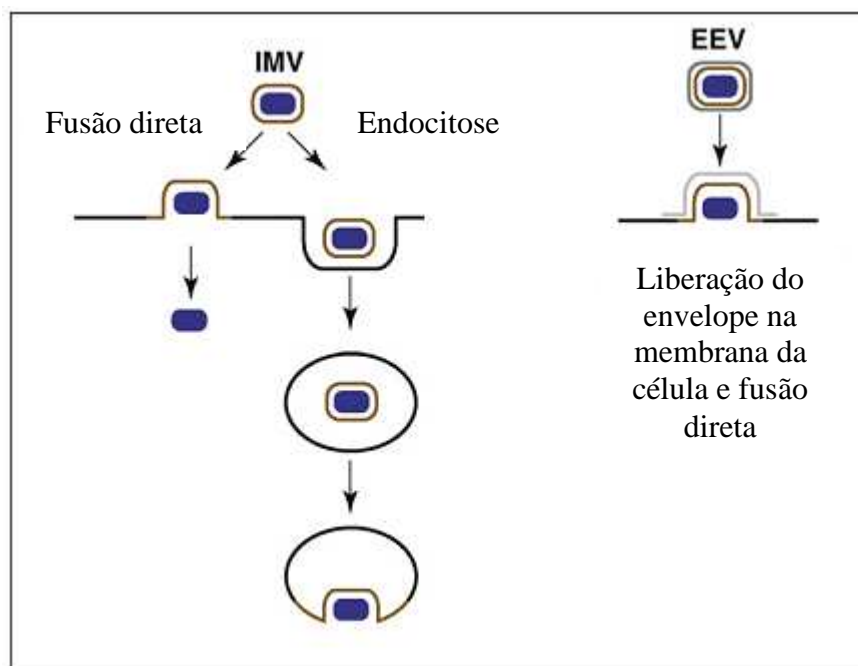 IMV
Fusão direta
Endocitose
EEV
Liberação do
envelope na
membrana da
célula e fusão
direta